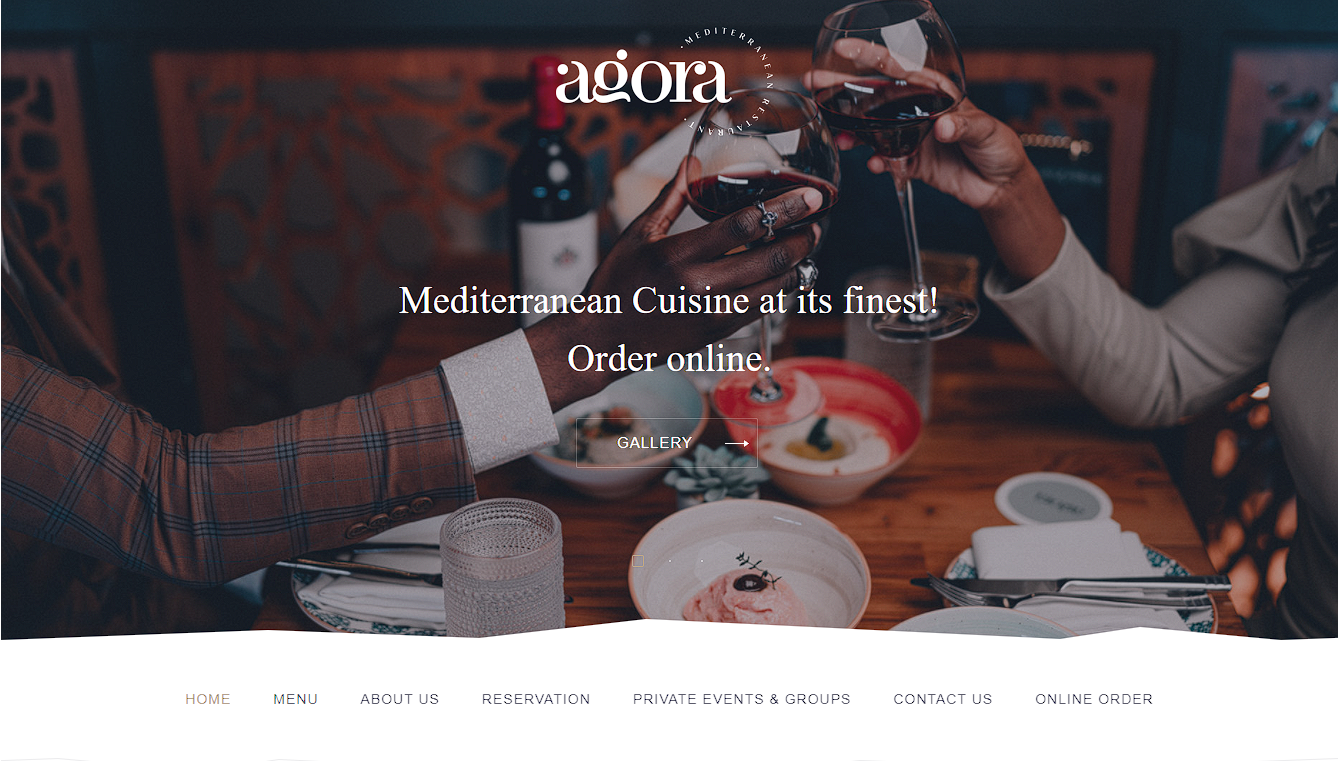 agora
·MEDITERRANEAN RESTAURANT·
Mediterranean Cuisine at its finest!
Order online.
GALLERY
HOME MENU ABOUT US RESERVATION PRIVATE EVENTS & GROUPS CONTACT US ONLINE ORDER